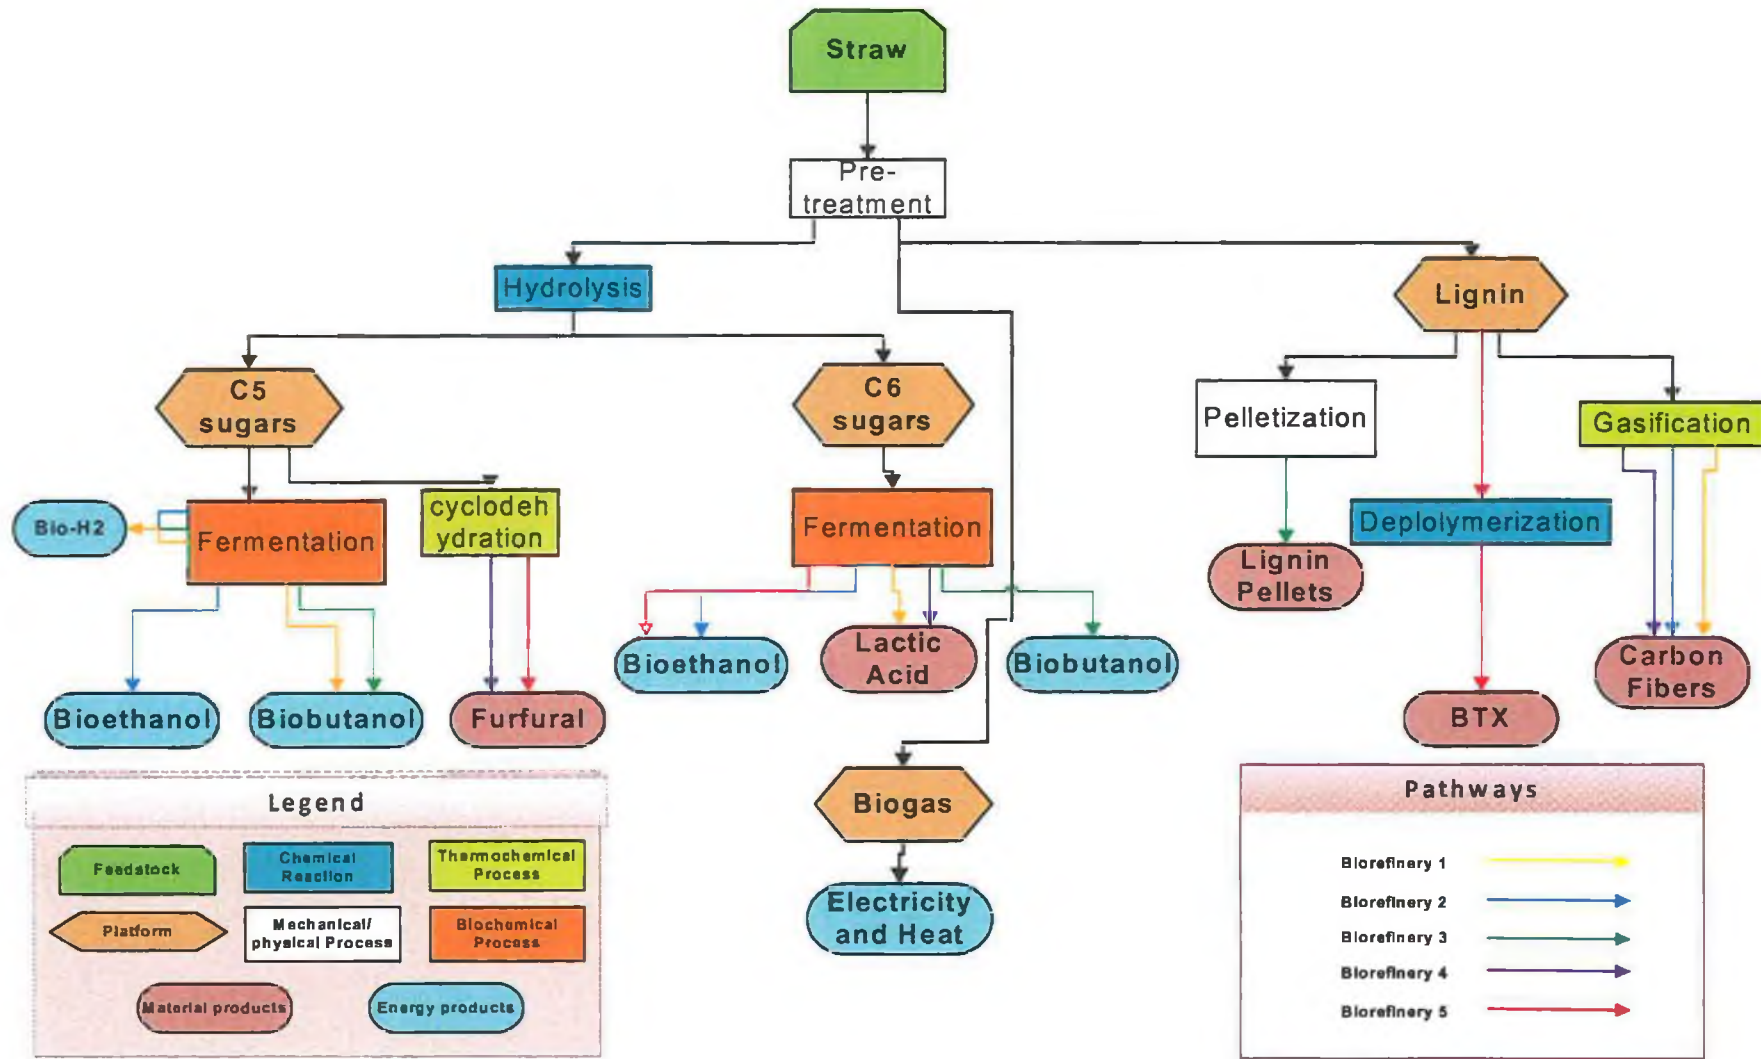 Straw
Pre-
treatment
Hydrolysis
Lignin
C5
sugars
C6
sugars
Pelletization
Gasification
Bio-H2
Fermentation
cyclodeh
ydration
Fermentation
Deplolymerization
Lignin
Pellets
Bioethanol
Lactic
Acid
Biobutanol
Carbon
Fibers
Bioethanol
Biobutanol
Furfural
BTX
Biogas
Electricity
and Heat
Legend
Feedstock
Chemical
Reaction
Thermochemical
Process
Platform
Mechanical/
physical Process
Biochemical
Process
Material products
Energy products
Pathways
Biorefinery 1
Biorefinery 2
Biorefinery 3
Biorefinery 4
Biorefinery 5